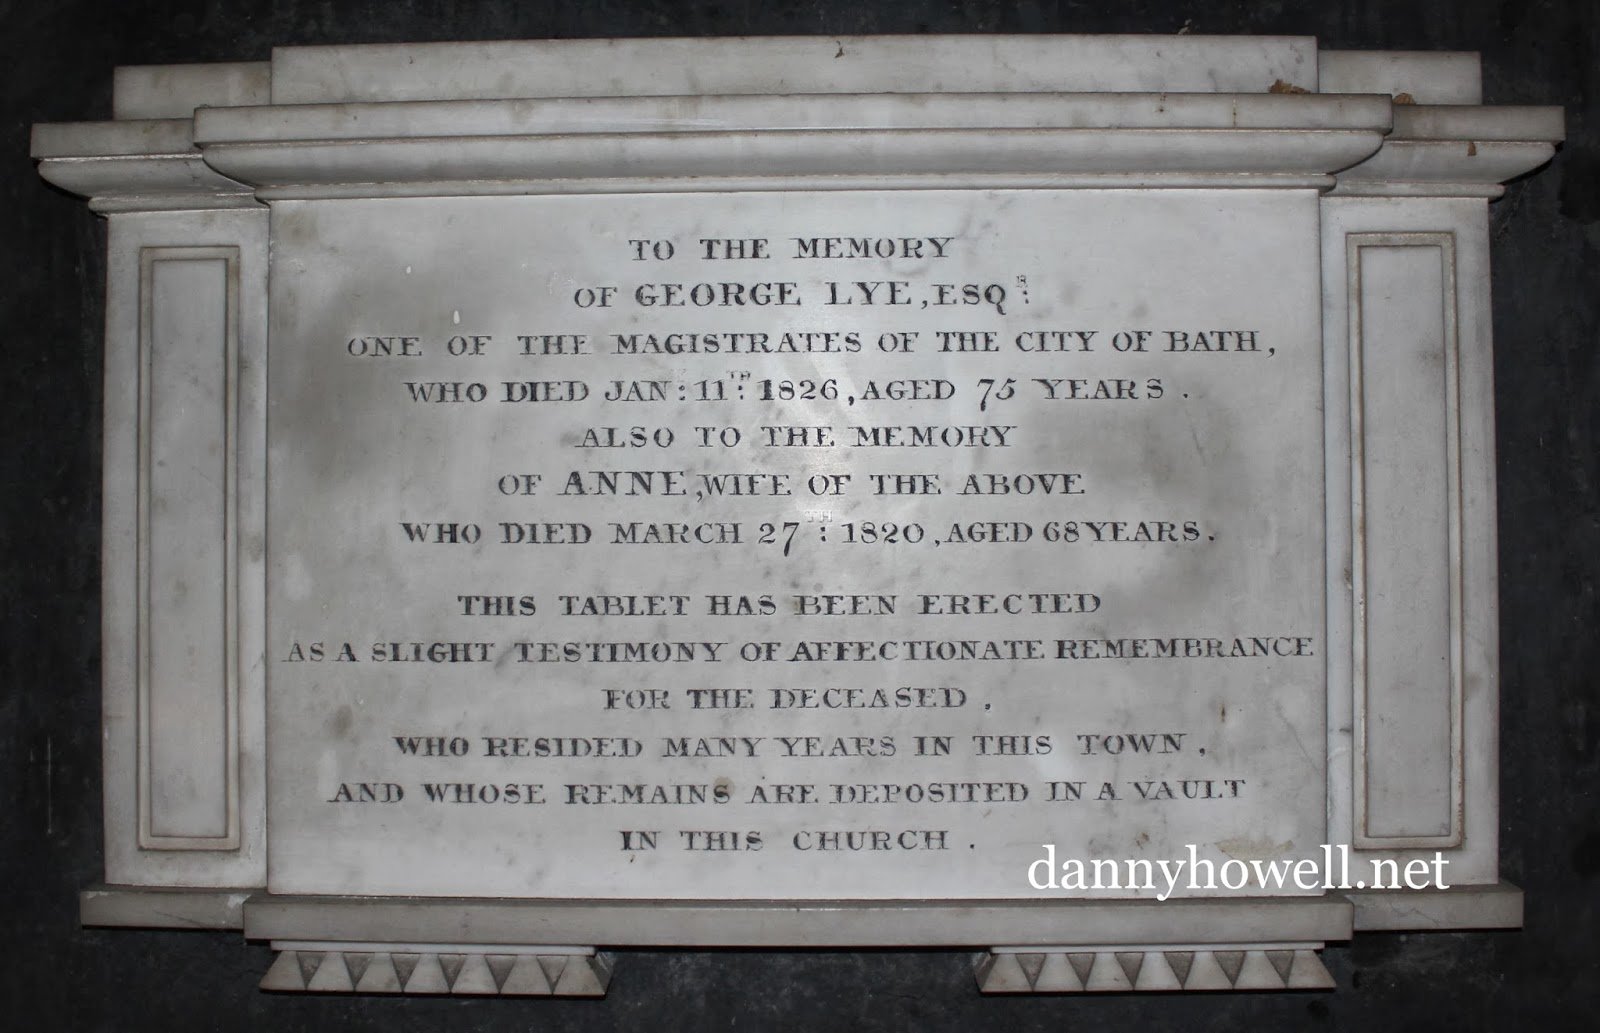 TO THE MEMORY
OF GEORGE LYE, ESQR:
ONE OF THE MAGISTRATES OF THE CITY OF BATH,
WHO DIED JAN: 11TH: 1826, AGED 75 YEARS.
ALSO TO THE MEMORY
OF ANNE, WIFE OF THE ABOVE
WHO DIED MARCH 27TH: 1820, AGED 68 YEARS.
THIS TABLET HAS BEEN ERECTED
AS A SLIGHT TESTIMONY OF AFFECTIONATE REMEMBRANCE
FOR THE DECEASED,
WHO RESIDED MANY YEARS IN THIS TOWN,
AND WHOSE REMAINS ARE DEPOSITED IN A VAULT
IN THIS CHURCH.
dannyhowell.net